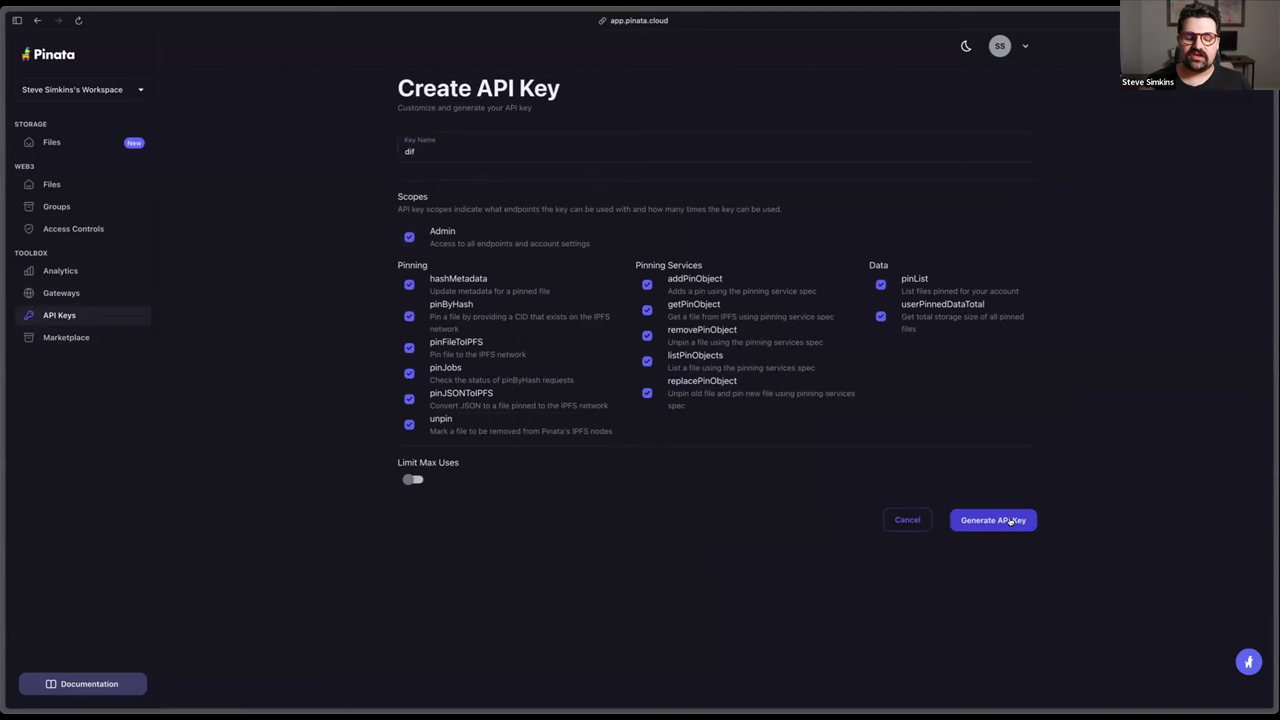 app.pinata.cloud
Pinata
SS
Steve Simkins
Steve Simkins's Workspace
STORAGE
Files
New
WEB3
Files
Groups
Access Controls
TOOLBOX
Analytics
Gateways
API Keys
Marketplace
Documentation
Create API Key
Customize and generate your API key
Key Name
dif
Scopes
API key scopes indicate what endpoints the key can be used with and how many times the key can be used.
Admin
Access to all endpoints and account settings
Pinning
hashMetadata
Update metadata for a pinned file
pinByHash
Pin a file by providing a CID that exists on the IPFS
network
pinFileToIPFS
Pin file to the IPFS network
pinJobs
Check the status of pinByHash requests
pinJSONToIPFS
Convert JSON to a file pinned to the IPFS network
unpin
Mark a file to be removed from Pinata's IPFS nodes
Pinning Services
addPinObject
Adds a pin using the pinning service spec
getPinObject
Get a file from IPFS using pinning service spec
removePinObject
Unpin a file using the pinning services spec
listPinObjects
List a file using the pinning services spec
replacePinObject
Unpin old file and pin new file using pinning services
spec
Data
pinList
List files pinned for your account
userPinnedDataTotal
Get total storage size of all pinned
files
Limit Max Uses
Cancel
Generate API Key